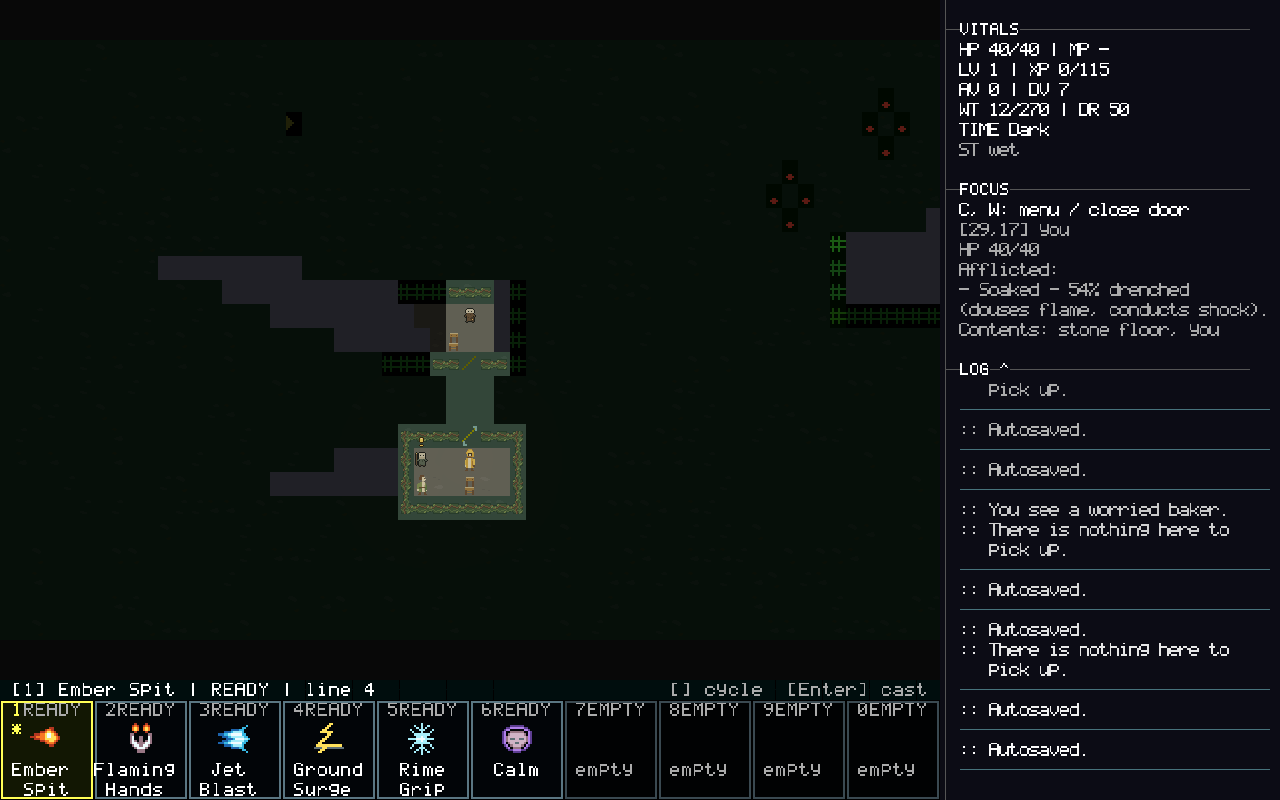 VITALS
HP 40/40 | MP -
LV 1 | XP 0/115
AV 0 | DV 7
WT 12/270 | DR 50
TIME Dark
ST wet
FOCUS
C, W: menu / close door
[29,17] You
HP 40/40
Afflicted:
- Soaked - 54% drenched
(douses flame, conducts shock).
Contents: stone floor, You
LOG ^
Pick up.
:: Autosaved.
:: Autosaved.
:: You see a worried baker.
:: There is nothing here to
Pick up.
:: Autosaved.
:: Autosaved.
:: There is nothing here to
Pick up.
:: Autosaved.
:: Autosaved.
[1] Ember Spit | READY | line 4
[] cycle [Enter] cast
1READY 2READY 3READY 4READY 5READY 6READY 7EMPTY 8EMPTY 9EMPTY 0EMPTY
*
Ember Flaming Jet Ground Rime Calm empty empty empty empty
Spit Hands Blast Surge Grip